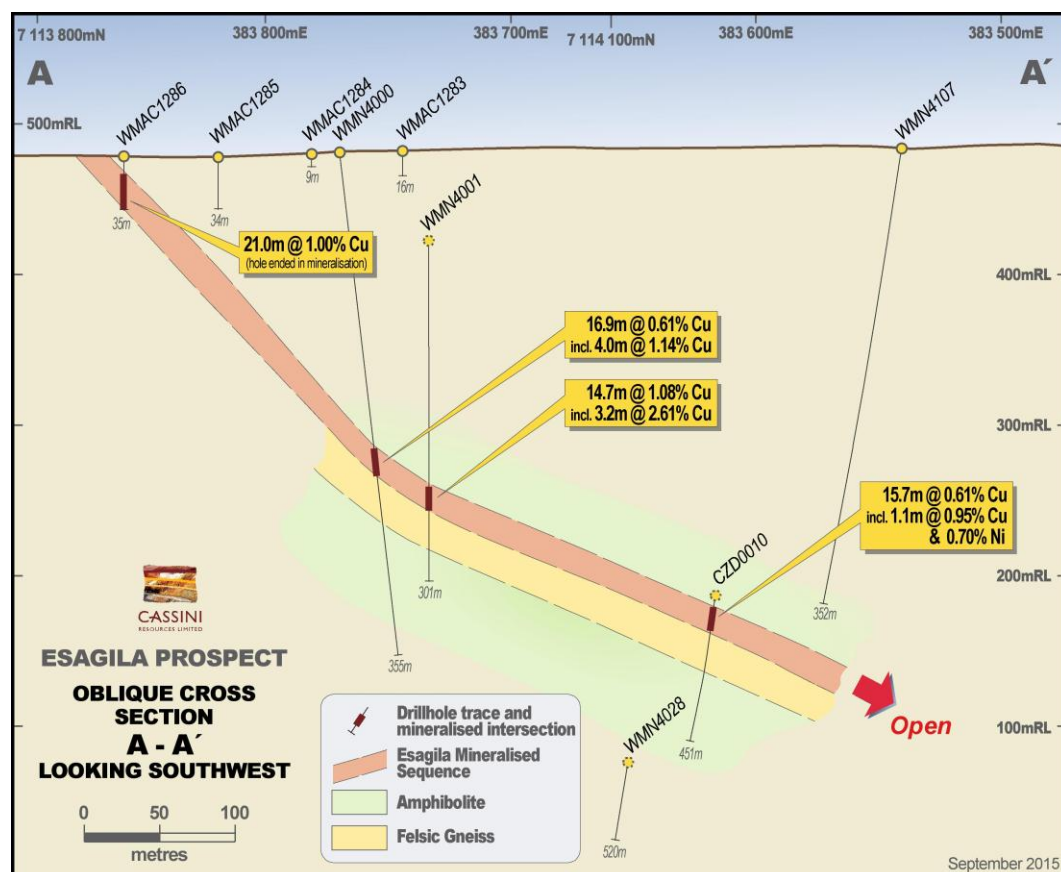 7 113 800mN
383 800mE
383 700mE
7 114 100mN
383 600mE
383 500mE
A
A´
WMAC1286
WMAC1285
WMAC1284
WMN4000
WMAC1283
WMN4107
500mRL
9m
16m
35m
34m
WMN4001
21.0m @ 1.00% Cu
(hole ended in mineralisation)
400mRL
400mRL
16.9m @ 0.61% Cu
incl. 4.0m @ 1.14% Cu
14.7m @ 1.08% Cu
incl. 3.2m @ 2.61% Cu
300mRL
300mRL
15.7m @ 0.61% Cu
incl. 1.1m @ 0.95% Cu
& 0.70% Ni
CZD0010
200mRL
200mRL
301m
352m
355m
CASSINI
RESOURCES LIMITED
ESAGILA PROSPECT
OBLIQUE CROSS
SECTION
A - A´
LOOKING SOUTHWEST
0 50 100
metres
Drillhole trace and
mineralised intersection
Esagila Mineralised
Sequence
Amphibolite
Felsic Gneiss
WMN4028
451m
520m
Open
100mRL
September 2015